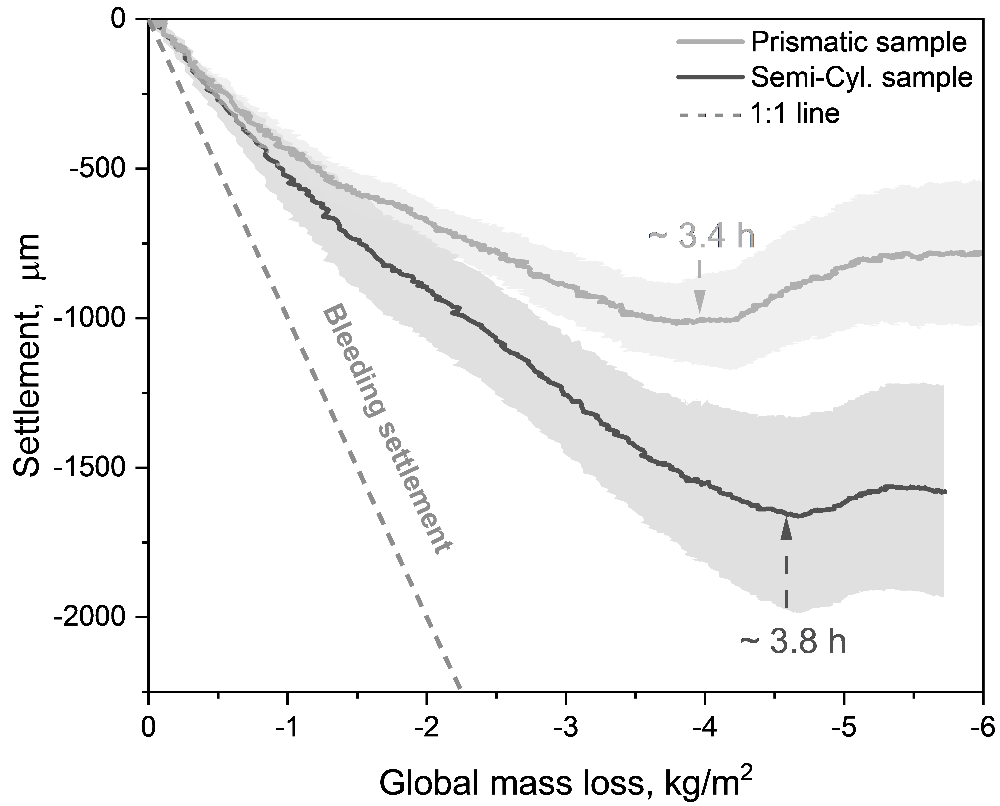 0
-500
-1000
-1500
-2000
Settlement, µm
Prismatic sample
Semi-Cyl. sample
1:1 line
~ 3.4 h
Bleeding settlement
~ 3.8 h
0
-1
-2
-3
-4
-5
-6
Global mass loss, kg/m²